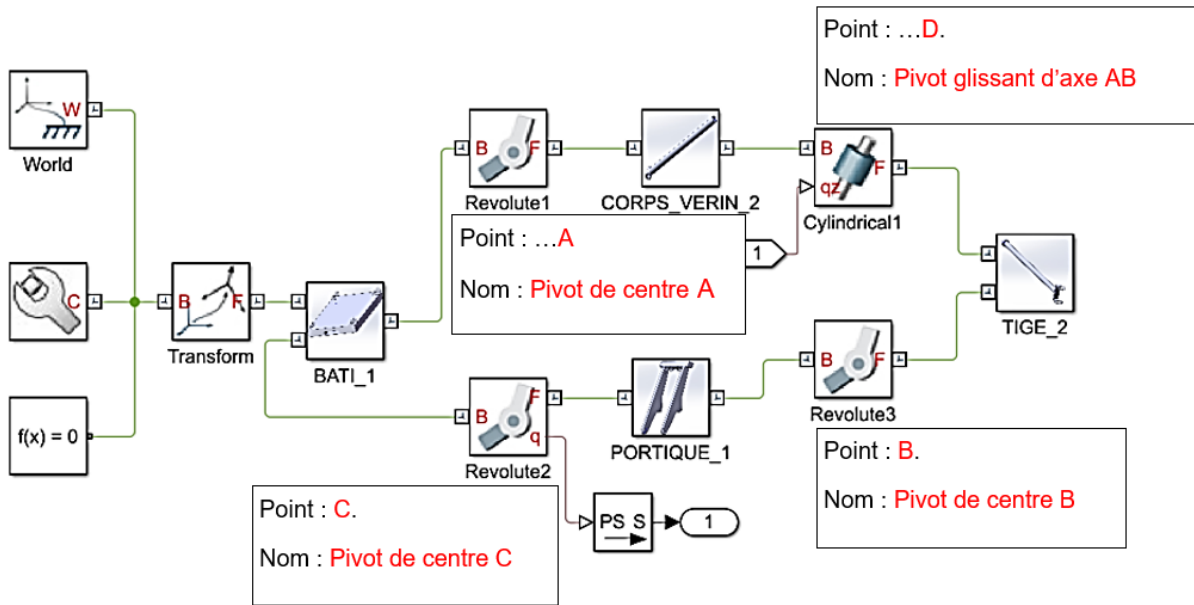 Point : …D.
Nom : Pivot glissant d'axe AB
W
World
B F
Revolute1
CORPS_VERIN_2
B F
qz
Cylindrical1
Point : …A
Nom : Pivot de centre A
1
C
B F
Transform
BATI_1
TIGE_2
f(x) = 0
B F
q
Revolute2
PORTIQUE_1
B F
Revolute3
Point : B.
Nom : Pivot de centre B
Point : C.
Nom : Pivot de centre C
PS S
1